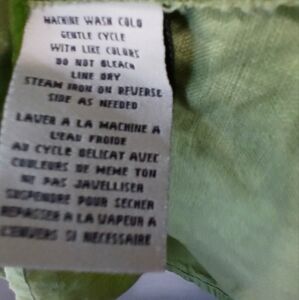 MACHINE WASH COLD
GENTLE CYCLE
WITH LIKE COLORS
DO NOT BLEACH
LINE DRY
STEAM IRON ON REVERSE
SIDE AS NEEDED
LAVER A LA MACHINE A
L'EAU FROIDE
AU CYCLE DELICAT AVEC
COULEURS DE MEME TON
NE PAS JAVELLISER
SUSPENDRE POUR SECHER
REPASSER A LA VAPEUR A
L'ENVERS SI NECESSAIRE